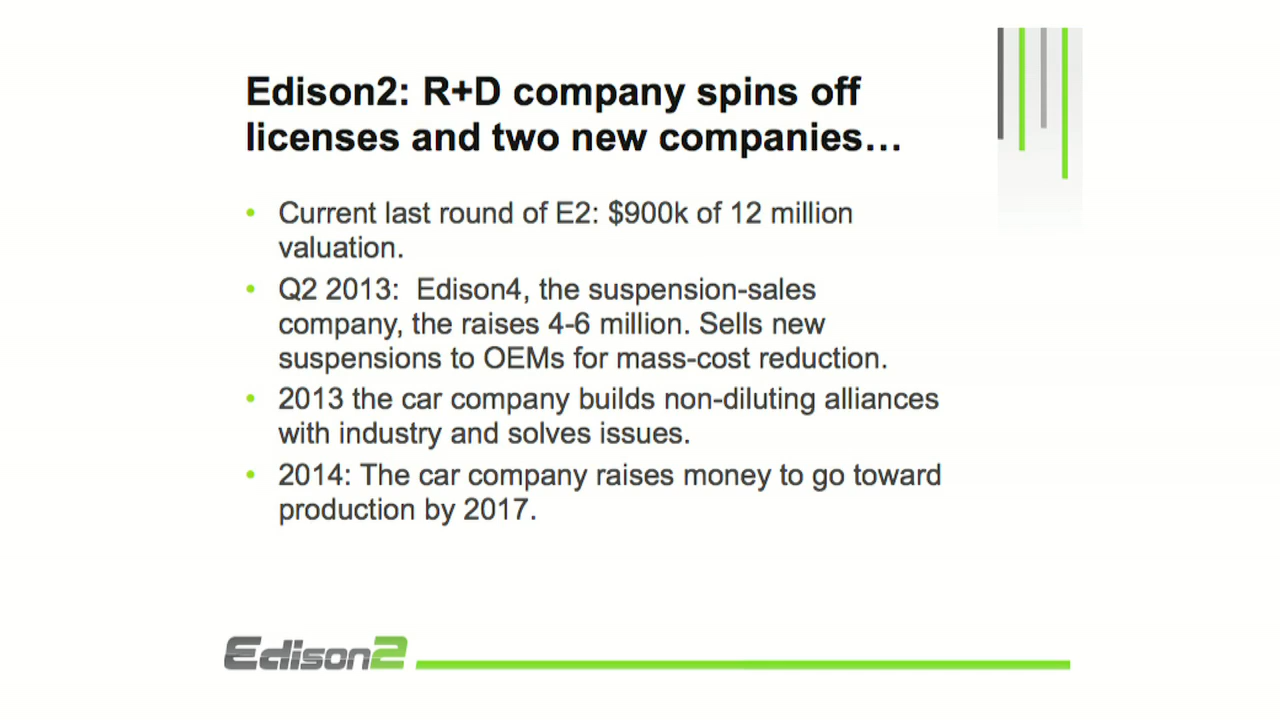 Edison2: R+D company spins off
licenses and two new companies…
• Current last round of E2: $900k of 12 million
valuation.
• Q2 2013:  Edison4, the suspension-sales
company, the raises 4-6 million. Sells new
suspensions to OEMs for mass-cost reduction.
• 2013 the car company builds non-diluting alliances
with industry and solves issues.
• 2014: The car company raises money to go toward
production by 2017.
Edison2